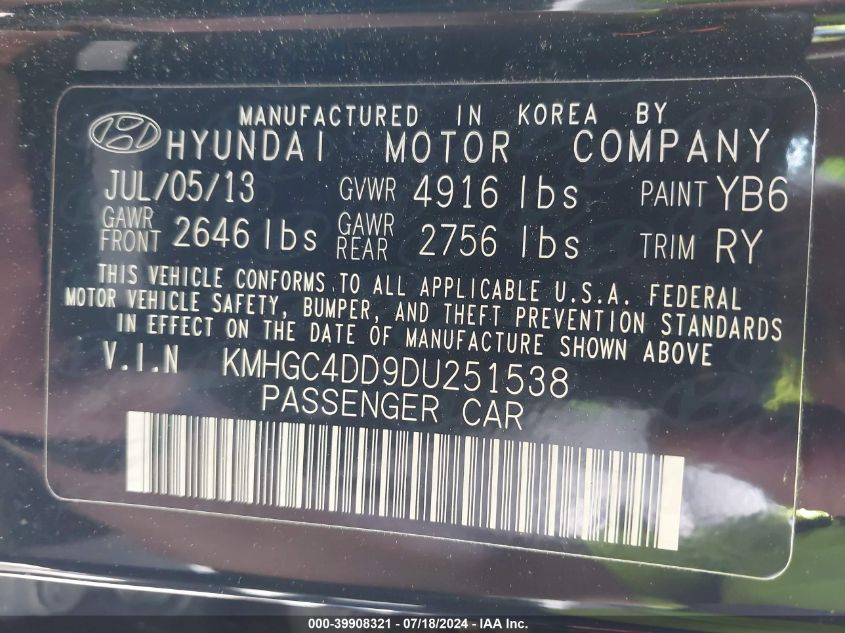 MANUFACTURED IN KOREA BY
HYUNDAI MOTOR COMPANY
JUL/05/13 GVWR 4916 lbs PAINT YB6
GAWR FRONT 2646 lbs GAWR REAR 2756 lbs TRIM RY
THIS VEHICLE CONFORMS TO ALL APPLICABLE U.S.A. FEDERAL
MOTOR VEHICLE SAFETY, BUMPER, AND THEFT PREVENTION STANDARDS
IN EFFECT ON THE DATE OF MANUFACTURE SHOWN ABOVE
V.I.N KMHGC4DD9DU251538
PASSENGER CAR
000-39908321 - 07/18/2024 - IAAI Inc.